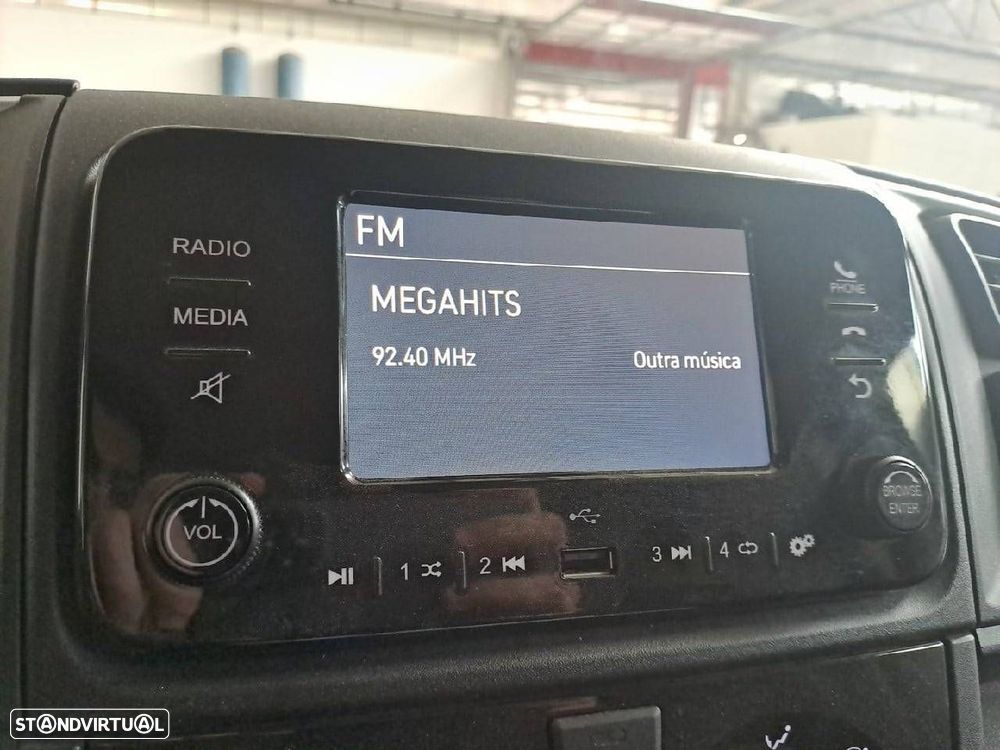 FM
MEGAHITS
92.40 MHz
Outra música
RADIO
MEDIA
VOL
PHONE
BROWSE
ENTER
1
2
3
4
STANDVIRTUAL